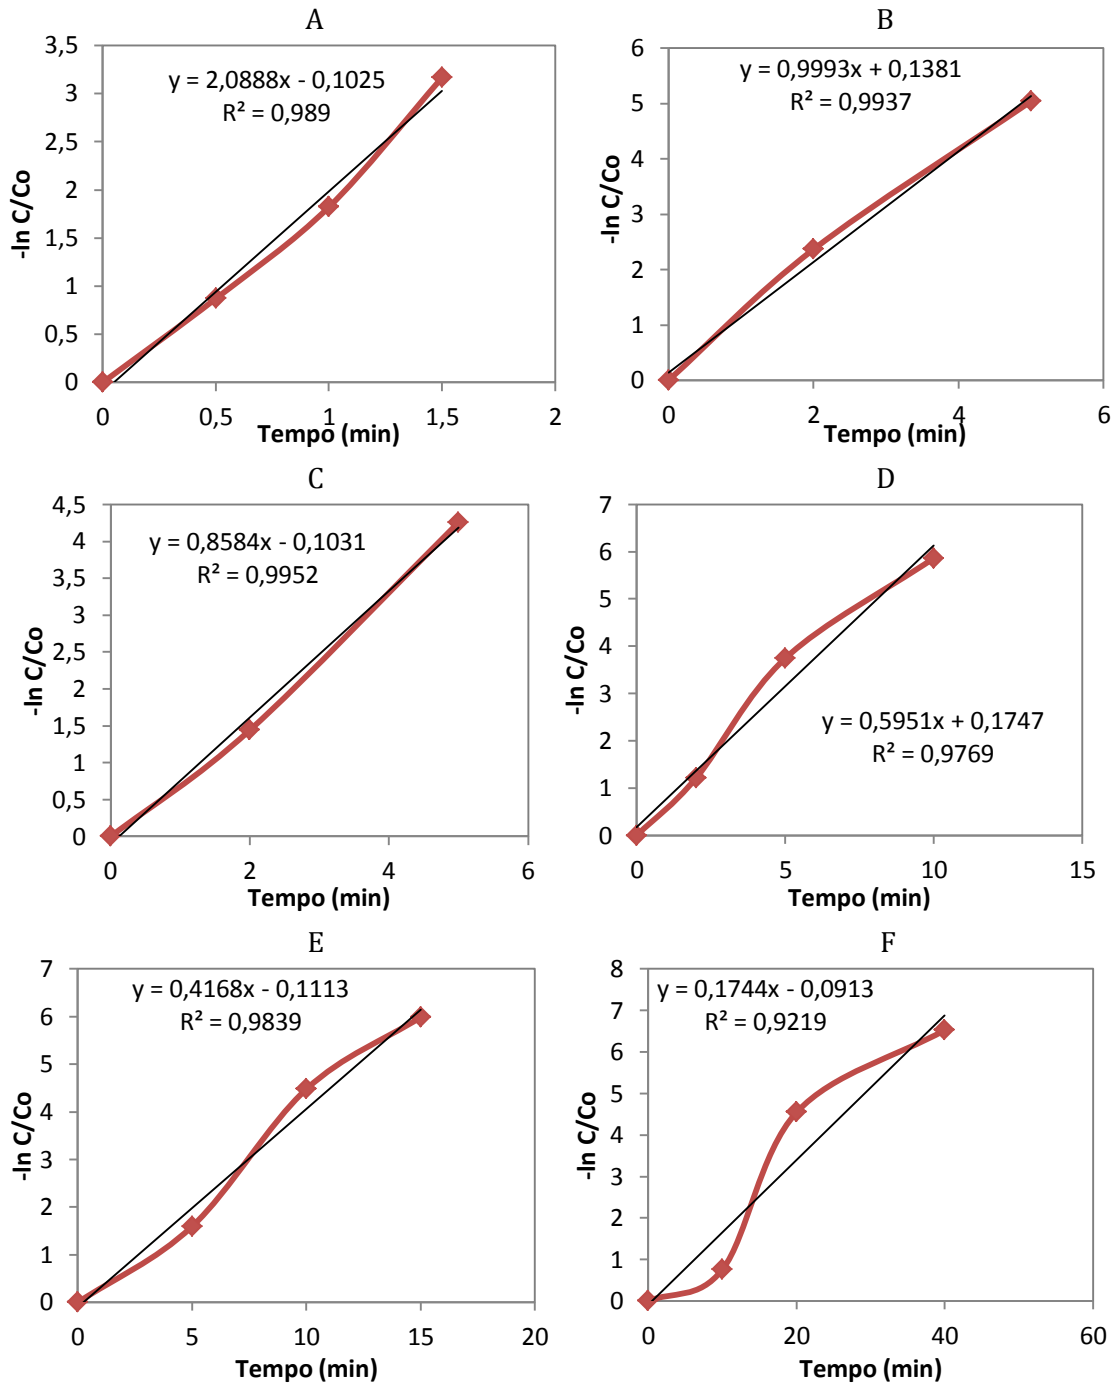 A
3,5
3
2,5
2
1,5
1
0,5
0
-ln C/Co
y = 2,0888x - 0,1025
R² = 0,989
0 0,5 1 1,5 2
Tempo (min)
B
6
5
4
3
2
1
0
-ln C/Co
y = 0,9993x + 0,1381
R² = 0,9937
0 2 4 6
Tempo (min)
C
4,5
4
3,5
3
2,5
2
1,5
1
0,5
0
-ln C/Co
y = 0,8584x - 0,1031
R² = 0,9952
0 2 4 6
Tempo (min)
D
7
6
5
4
3
2
1
0
-ln C/Co
y = 0,5951x + 0,1747
R² = 0,9769
0 5 10 15
Tempo (min)
E
7
6
5
4
3
2
1
0
-ln C/Co
y = 0,4168x - 0,1113
R² = 0,9839
0 5 10 15 20
Tempo (min)
F
8
7
6
5
4
3
2
1
0
-ln C/Co
y = 0,1744x - 0,0913
R² = 0,9219
0 20 40 60
Tempo (min)